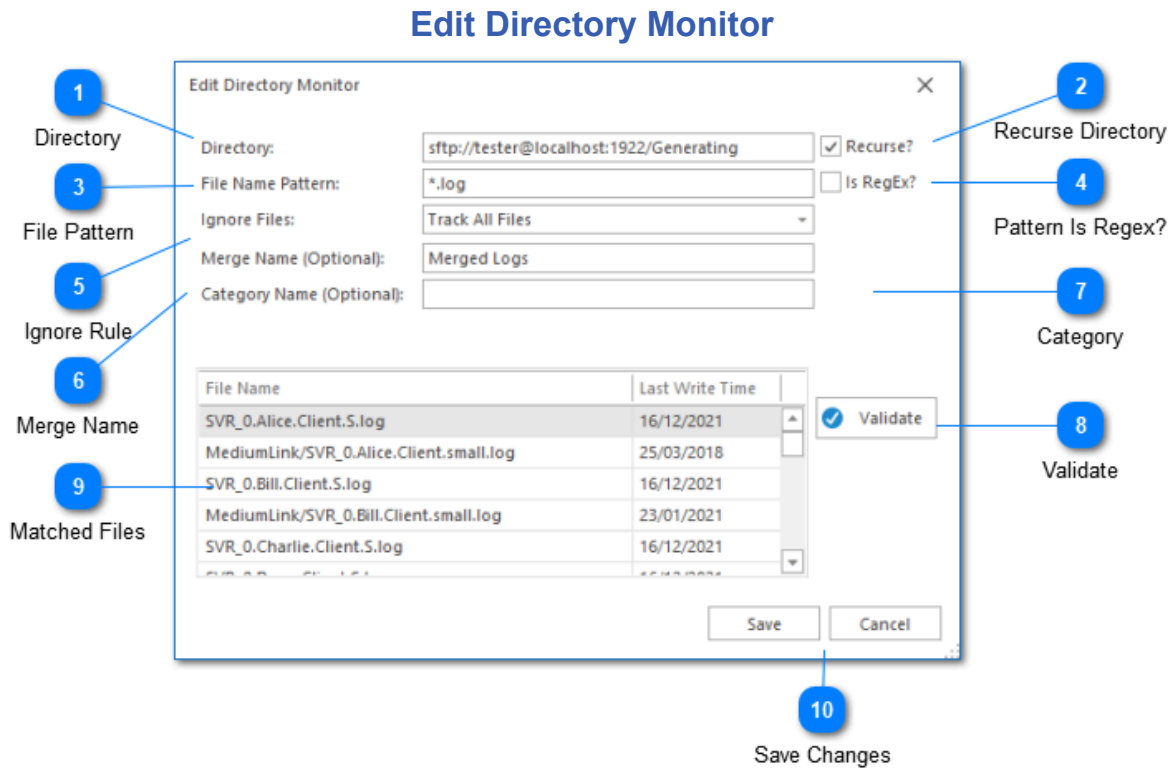 Edit Directory Monitor
Edit Directory Monitor
1
Directory
2
Recurse Directory
Directory:
sftp://tester@localhost:1922/Generating
Recurse?
3
File Pattern
File Name Pattern:
*.log
Is RegEx?
4
Pattern Is Regex?
Ignore Files:
Track All Files
5
Ignore Rule
Merge Name (Optional):
Merged Logs
Category Name (Optional):
7
Category
6
Merge Name
File Name Last Write Time
SVR_0.Alice.Client.S.log 16/12/2021
MediumLink/SVR_0.Alice.Client.small.log 25/03/2018
SVR_0.Bill.Client.S.log 16/12/2021
MediumLink/SVR_0.Bill.Client.small.log 23/01/2021
SVR_0.Charlie.Client.S.log 16/12/2021
Validate
8
Validate
9
Matched Files
Save
Cancel
10
Save Changes